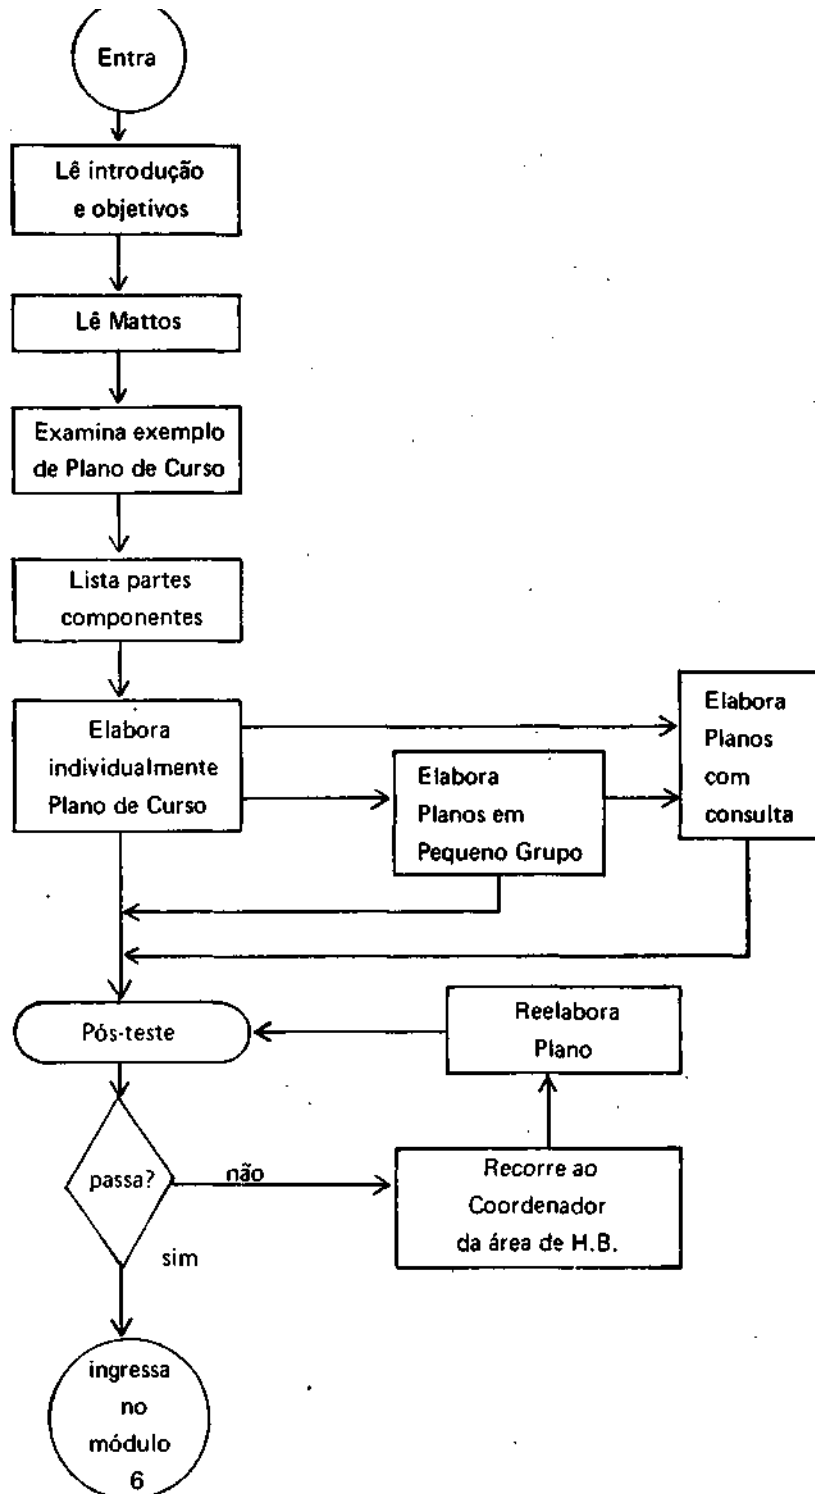 Entra
Lê introdução
e objetivos
Lê Mattos
Examina exemplo
de Plano de Curso
Lista partes
componentes
Elabora
individualmente
Plano de Curso
Elabora
Planos em
Pequeno Grupo
Elabora
Planos
com
consulta
Pós-teste
Reelabora
Plano
passa?
não
sim
Recorre ao
Coordenador
da área de H.B.
ingressa
no
módulo
6